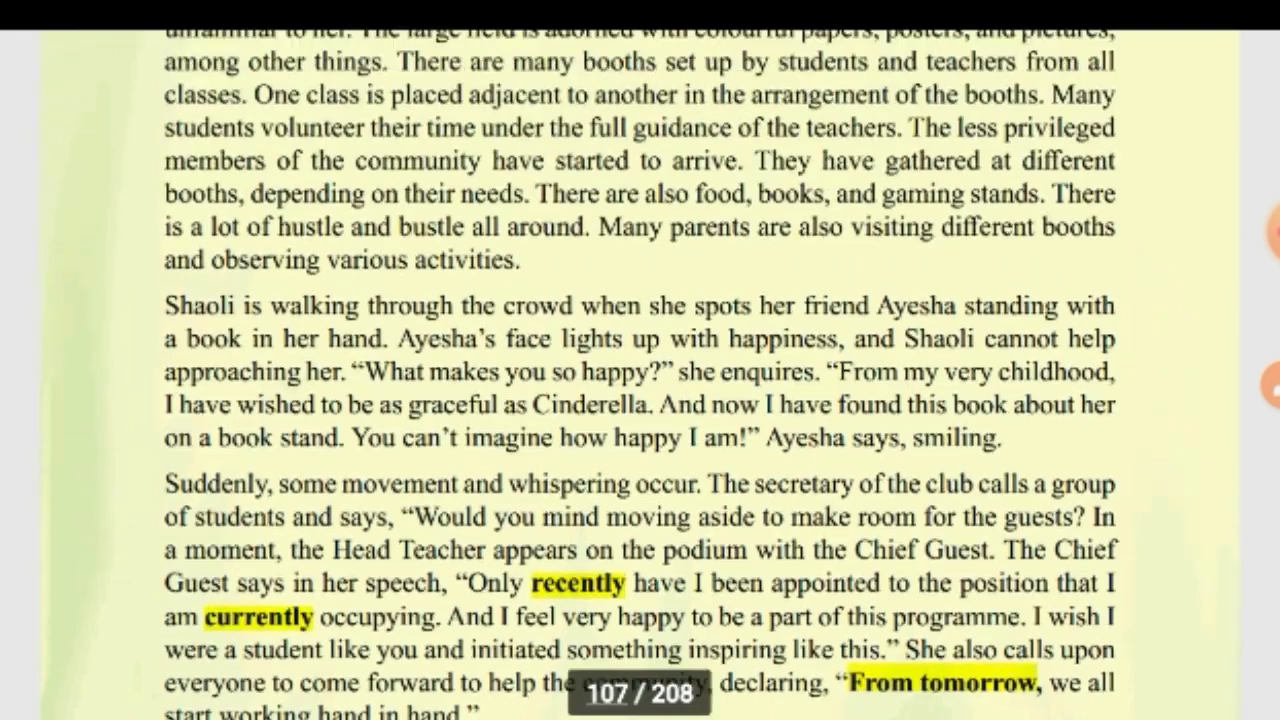 unfamiliar to her. The large field is adorned with colourful papers, posters, and pictures,
among other things. There are many booths set up by students and teachers from all
classes. One class is placed adjacent to another in the arrangement of the booths. Many
students volunteer their time under the full guidance of the teachers. The less privileged
members of the community have started to arrive. They have gathered at different
booths, depending on their needs. There are also food, books, and gaming stands. There
is a lot of hustle and bustle all around. Many parents are also visiting different booths
and observing various activities.
Shaoli is walking through the crowd when she spots her friend Ayesha standing with
a book in her hand. Ayesha’s face lights up with happiness, and Shaoli cannot help
approaching her. “What makes you so happy?” she enquires. “From my very childhood,
I have wished to be as graceful as Cinderella. And now I have found this book about her
on a book stand. You can’t imagine how happy I am!” Ayesha says, smiling.
Suddenly, some movement and whispering occur. The secretary of the club calls a group
of students and says, “Would you mind moving aside to make room for the guests? In
a moment, the Head Teacher appears on the podium with the Chief Guest. The Chief
Guest says in her speech, “Only recently have I been appointed to the position that I
am currently occupying. And I feel very happy to be a part of this programme. I wish I
were a student like you and initiated something inspiring like this.” She also calls upon
everyone to come forward to help the community, declaring, “From tomorrow, we all
107 / 208
start working hand in hand.”